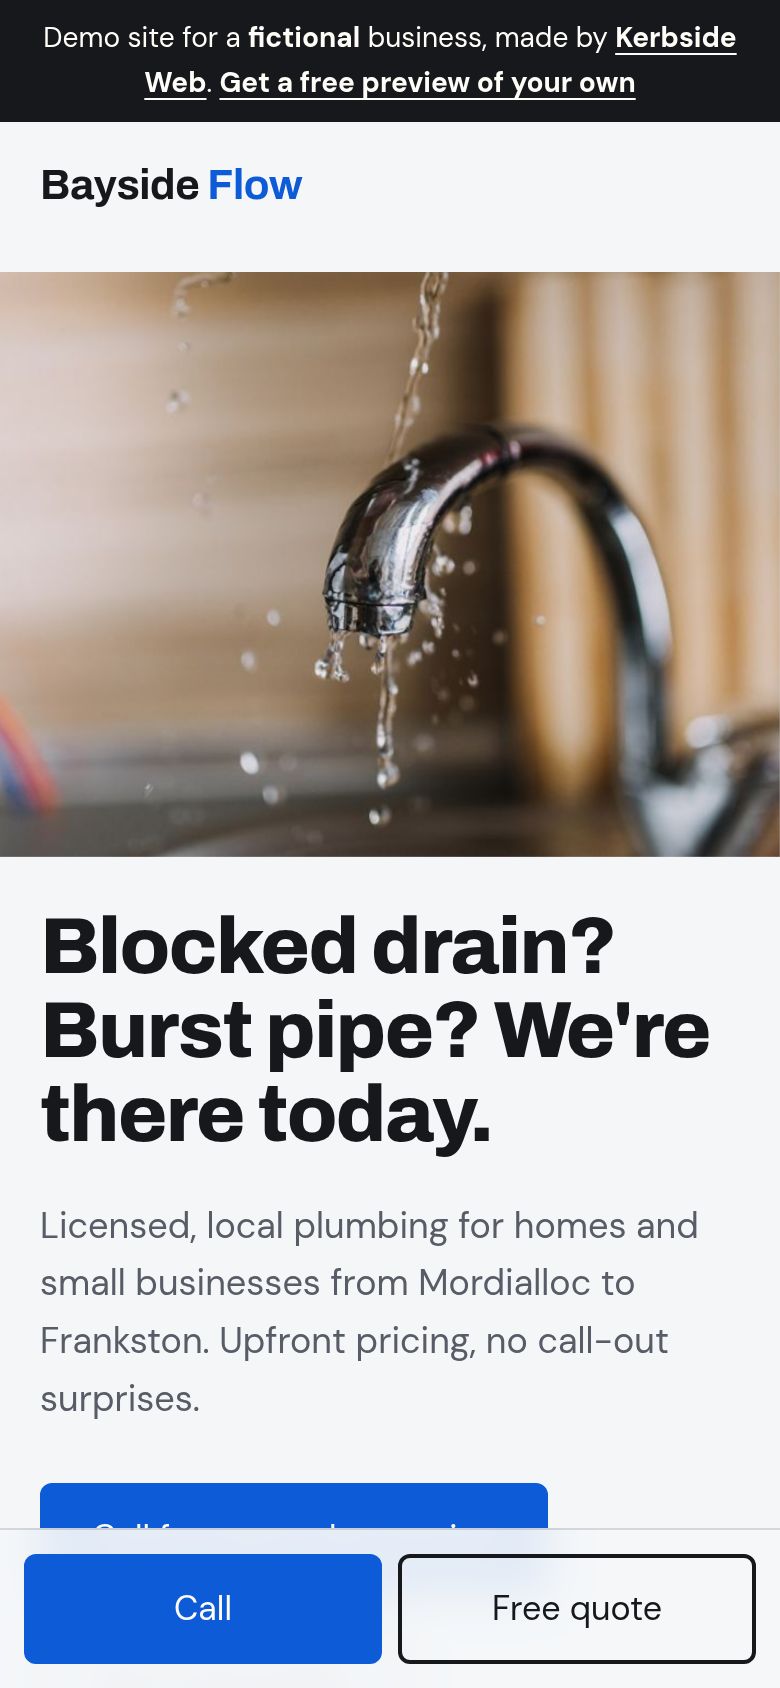 Demo site for a fictional business, made by Kerbside
Web. Get a free preview of your own
Bayside Flow
Blocked drain?
Burst pipe? We're
there today.
Licensed, local plumbing for homes and
small businesses from Mordialloc to
Frankston. Upfront pricing, no call-out
surprises.
Call
Free quote